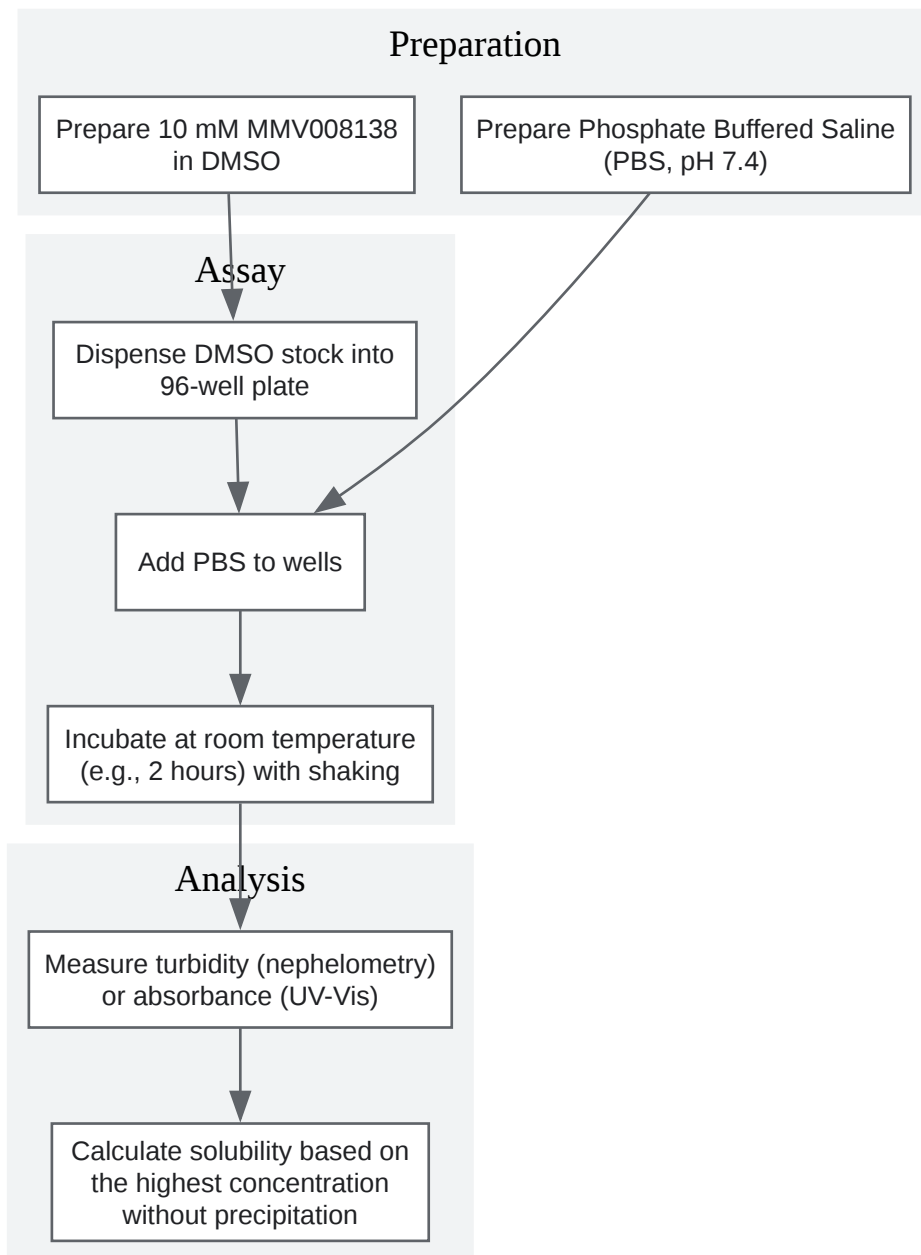 Preparation
Prepare 10 mM MMV008138
in DMSO
Prepare Phosphate Buffered Saline
(PBS, pH 7.4)
Assay
Dispense DMSO stock into
96-well plate
Add PBS to wells
Incubate at room temperature
(e.g., 2 hours) with shaking
Analysis
Measure turbidity (nephelometry)
or absorbance (UV-Vis)
Calculate solubility based on
the highest concentration
without precipitation